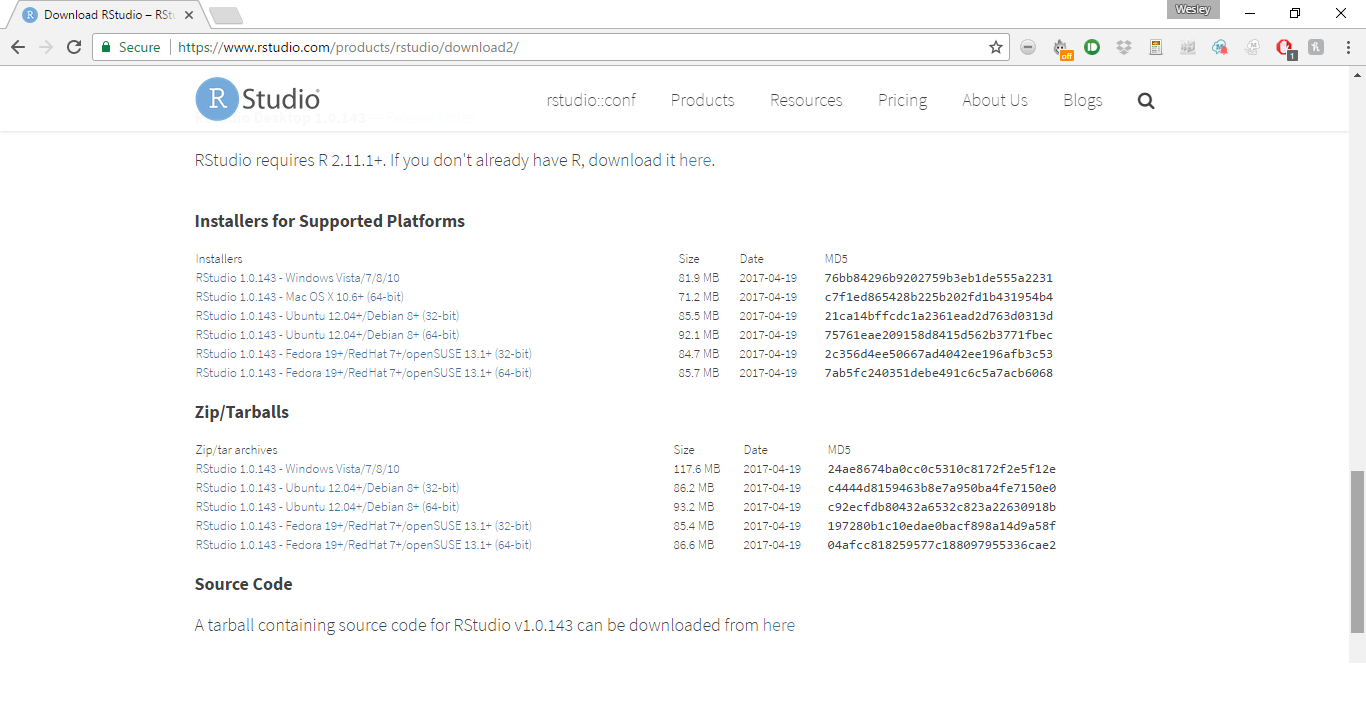 Download RStudio – RStu
Wesley
Secure https://www.rstudio.com/products/rstudio/download2/
off
1
R Studio
rstudio::conf Products Resources Pricing About Us Blogs
RStudio requires R 2.11.1+. If you don't already have R, download it here.
Installers for Supported Platforms
Installers Size Date MD5
RStudio 1.0.143 - Windows Vista/7/8/10 81.9 MB 2017-04-19 76bb84296b9202759b3eb1de555a2231
RStudio 1.0.143 - Mac OS X 10.6+ (64-bit) 71.2 MB 2017-04-19 c7f1ed865428b225b202fd1b431954b4
RStudio 1.0.143 - Ubuntu 12.04+/Debian 8+ (32-bit) 85.5 MB 2017-04-19 21ca14bffcdc1a2361ead2d763d0313d
RStudio 1.0.143 - Ubuntu 12.04+/Debian 8+ (64-bit) 92.1 MB 2017-04-19 75761eae209158d8415d562b3771fbec
RStudio 1.0.143 - Fedora 19+/RedHat 7+/openSUSE 13.1+ (32-bit) 84.7 MB 2017-04-19 2c356d4ee50667ad4042ee196afb3c53
RStudio 1.0.143 - Fedora 19+/RedHat 7+/openSUSE 13.1+ (64-bit) 85.7 MB 2017-04-19 7ab5fc240351debe491c6c5a7acb6068
Zip/Tarballs
Zip/tar archives Size Date MD5
RStudio 1.0.143 - Windows Vista/7/8/10 117.6 MB 2017-04-19 24ae8674ba0cc0c5310c8172f2e5f12e
RStudio 1.0.143 - Ubuntu 12.04+/Debian 8+ (32-bit) 86.2 MB 2017-04-19 c4444d8159463b8e7a950ba4fe7150e0
RStudio 1.0.143 - Ubuntu 12.04+/Debian 8+ (64-bit) 93.2 MB 2017-04-19 c92ecfdb80432a6532c823a22630918b
RStudio 1.0.143 - Fedora 19+/RedHat 7+/openSUSE 13.1+ (32-bit) 85.4 MB 2017-04-19 197280b1c10edae0bacf898a14d9a58f
RStudio 1.0.143 - Fedora 19+/RedHat 7+/openSUSE 13.1+ (64-bit) 86.6 MB 2017-04-19 04afcc818259577c188097955336cae2
Source Code
A tarball containing source code for RStudio v1.0.143 can be downloaded from here